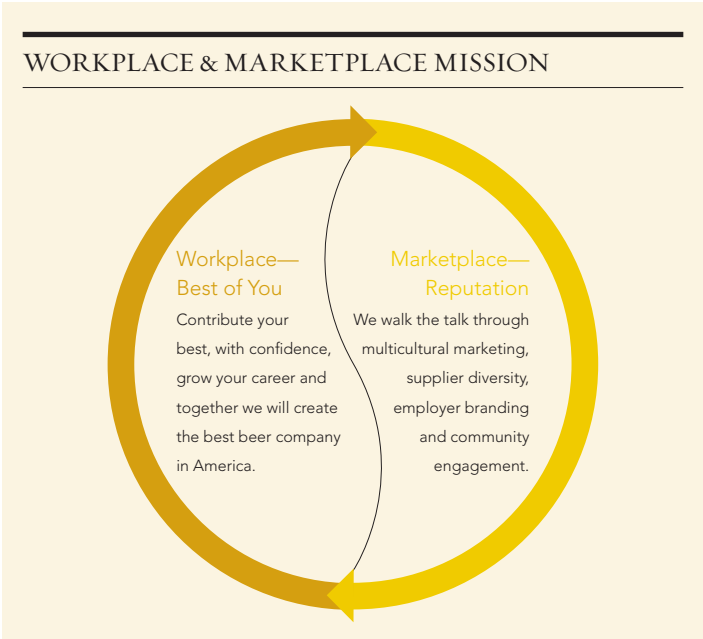 WORKPLACE & MARKETPLACE MISSION
Workplace—
Best of You
Contribute your
best, with confidence,
grow your career and
together we will create
the best beer company
in America.
Marketplace—
Reputation
We walk the talk through
multicultural marketing,
supplier diversity,
employer branding
and community
engagement.